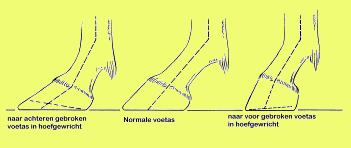 naar achteren gebroken
voetas in hoefgewricht
Normale voetas
naar voor gebroken voetas
in hoefgewricht